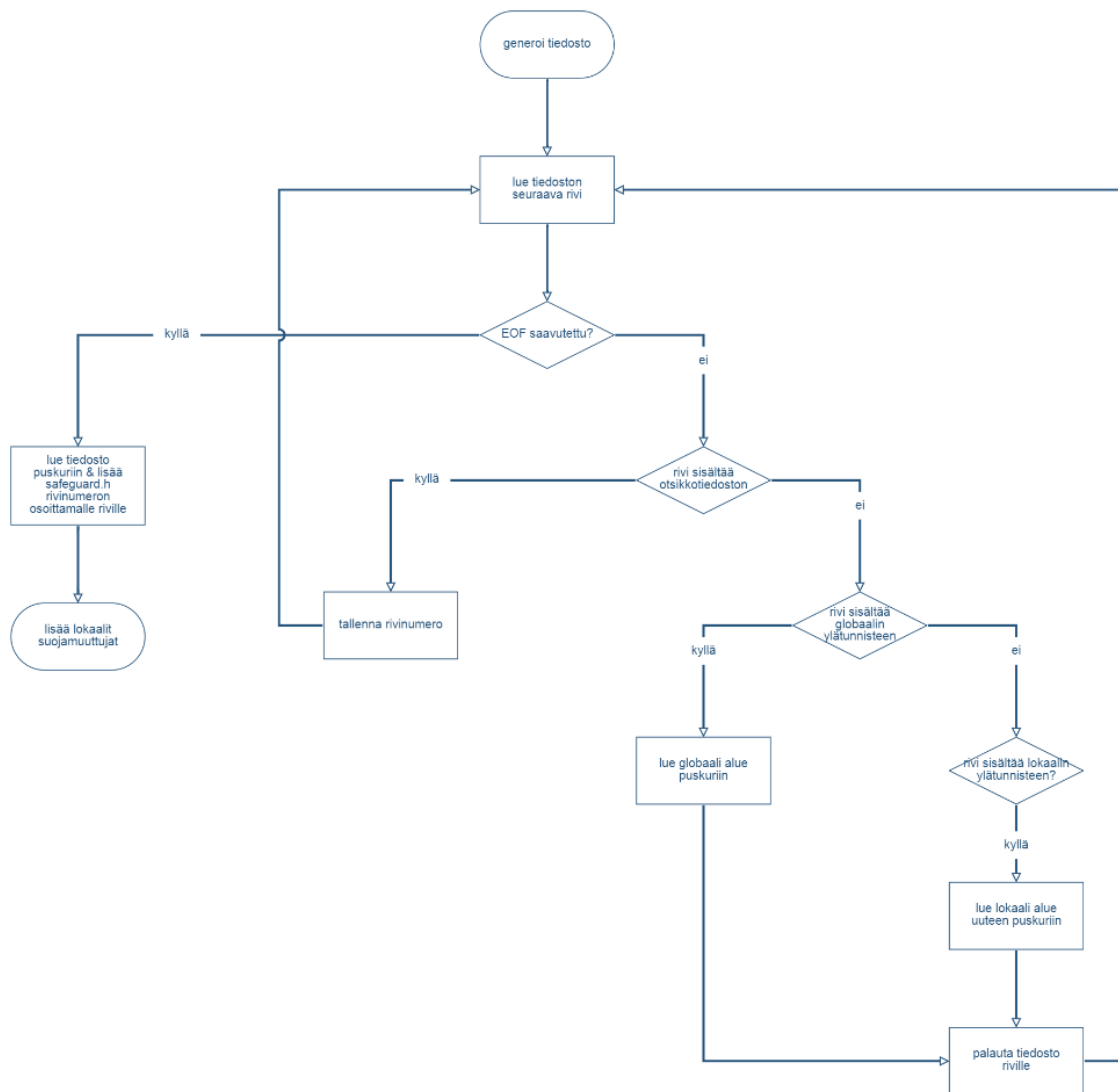 generoi tiedosto
lue tiedoston
seuraava rivi
EOF saavutettu?
kyllä
ei
lue tiedosto
puskuriin & lisää
safeguard.h
rivinumeron
osoittamalle riville
kyllä
rivi sisältää
otsikkotiedoston
ei
lisää lokaalit
suojamuuttujat
tallenna rivinumero
rivi sisältää
globaalin
ylätunnisteen
kyllä
ei
lue globaali alue
puskuriin
rivi sisältää lokaalin
ylätunnisteen?
kyllä
lue lokaali alue
uuteen puskuriin
palauta tiedosto
riville